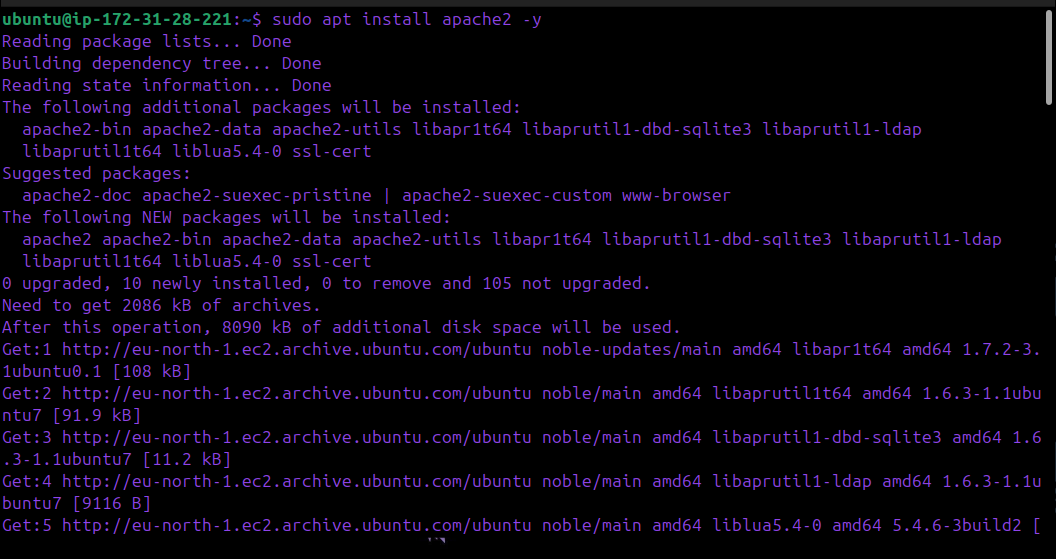 ubuntu@ip-172-31-28-221:~$ sudo apt install apache2 -y
Reading package lists... Done
Building dependency tree... Done
Reading state information... Done
The following additional packages will be installed:
  apache2-bin apache2-data apache2-utils libapr1t64 libaprutil1-dbd-sqlite3 libaprutil1-ldap
  libaprutil1t64 liblua5.4-0 ssl-cert
Suggested packages:
  apache2-doc apache2-suexec-pristine | apache2-suexec-custom www-browser
The following NEW packages will be installed:
  apache2 apache2-bin apache2-data apache2-utils libapr1t64 libaprutil1-dbd-sqlite3 libaprutil1-ldap
  libaprutil1t64 liblua5.4-0 ssl-cert
0 upgraded, 10 newly installed, 0 to remove and 105 not upgraded.
Need to get 2086 kB of archives.
After this operation, 8090 kB of additional disk space will be used.
Get:1 http://eu-north-1.ec2.archive.ubuntu.com/ubuntu noble-updates/main amd64 libapr1t64 amd64 1.7.2-3.
1ubuntu0.1 [108 kB]
Get:2 http://eu-north-1.ec2.archive.ubuntu.com/ubuntu noble/main amd64 libaprutil1t64 amd64 1.6.3-1.1ubu
ntu7 [91.9 kB]
Get:3 http://eu-north-1.ec2.archive.ubuntu.com/ubuntu noble/main amd64 libaprutil1-dbd-sqlite3 amd64 1.6
.3-1.1ubuntu7 [11.2 kB]
Get:4 http://eu-north-1.ec2.archive.ubuntu.com/ubuntu noble/main amd64 libaprutil1-ldap amd64 1.6.3-1.1u
buntu7 [9116 B]
Get:5 http://eu-north-1.ec2.archive.ubuntu.com/ubuntu noble/main amd64 liblua5.4-0 amd64 5.4.6-3build2 [